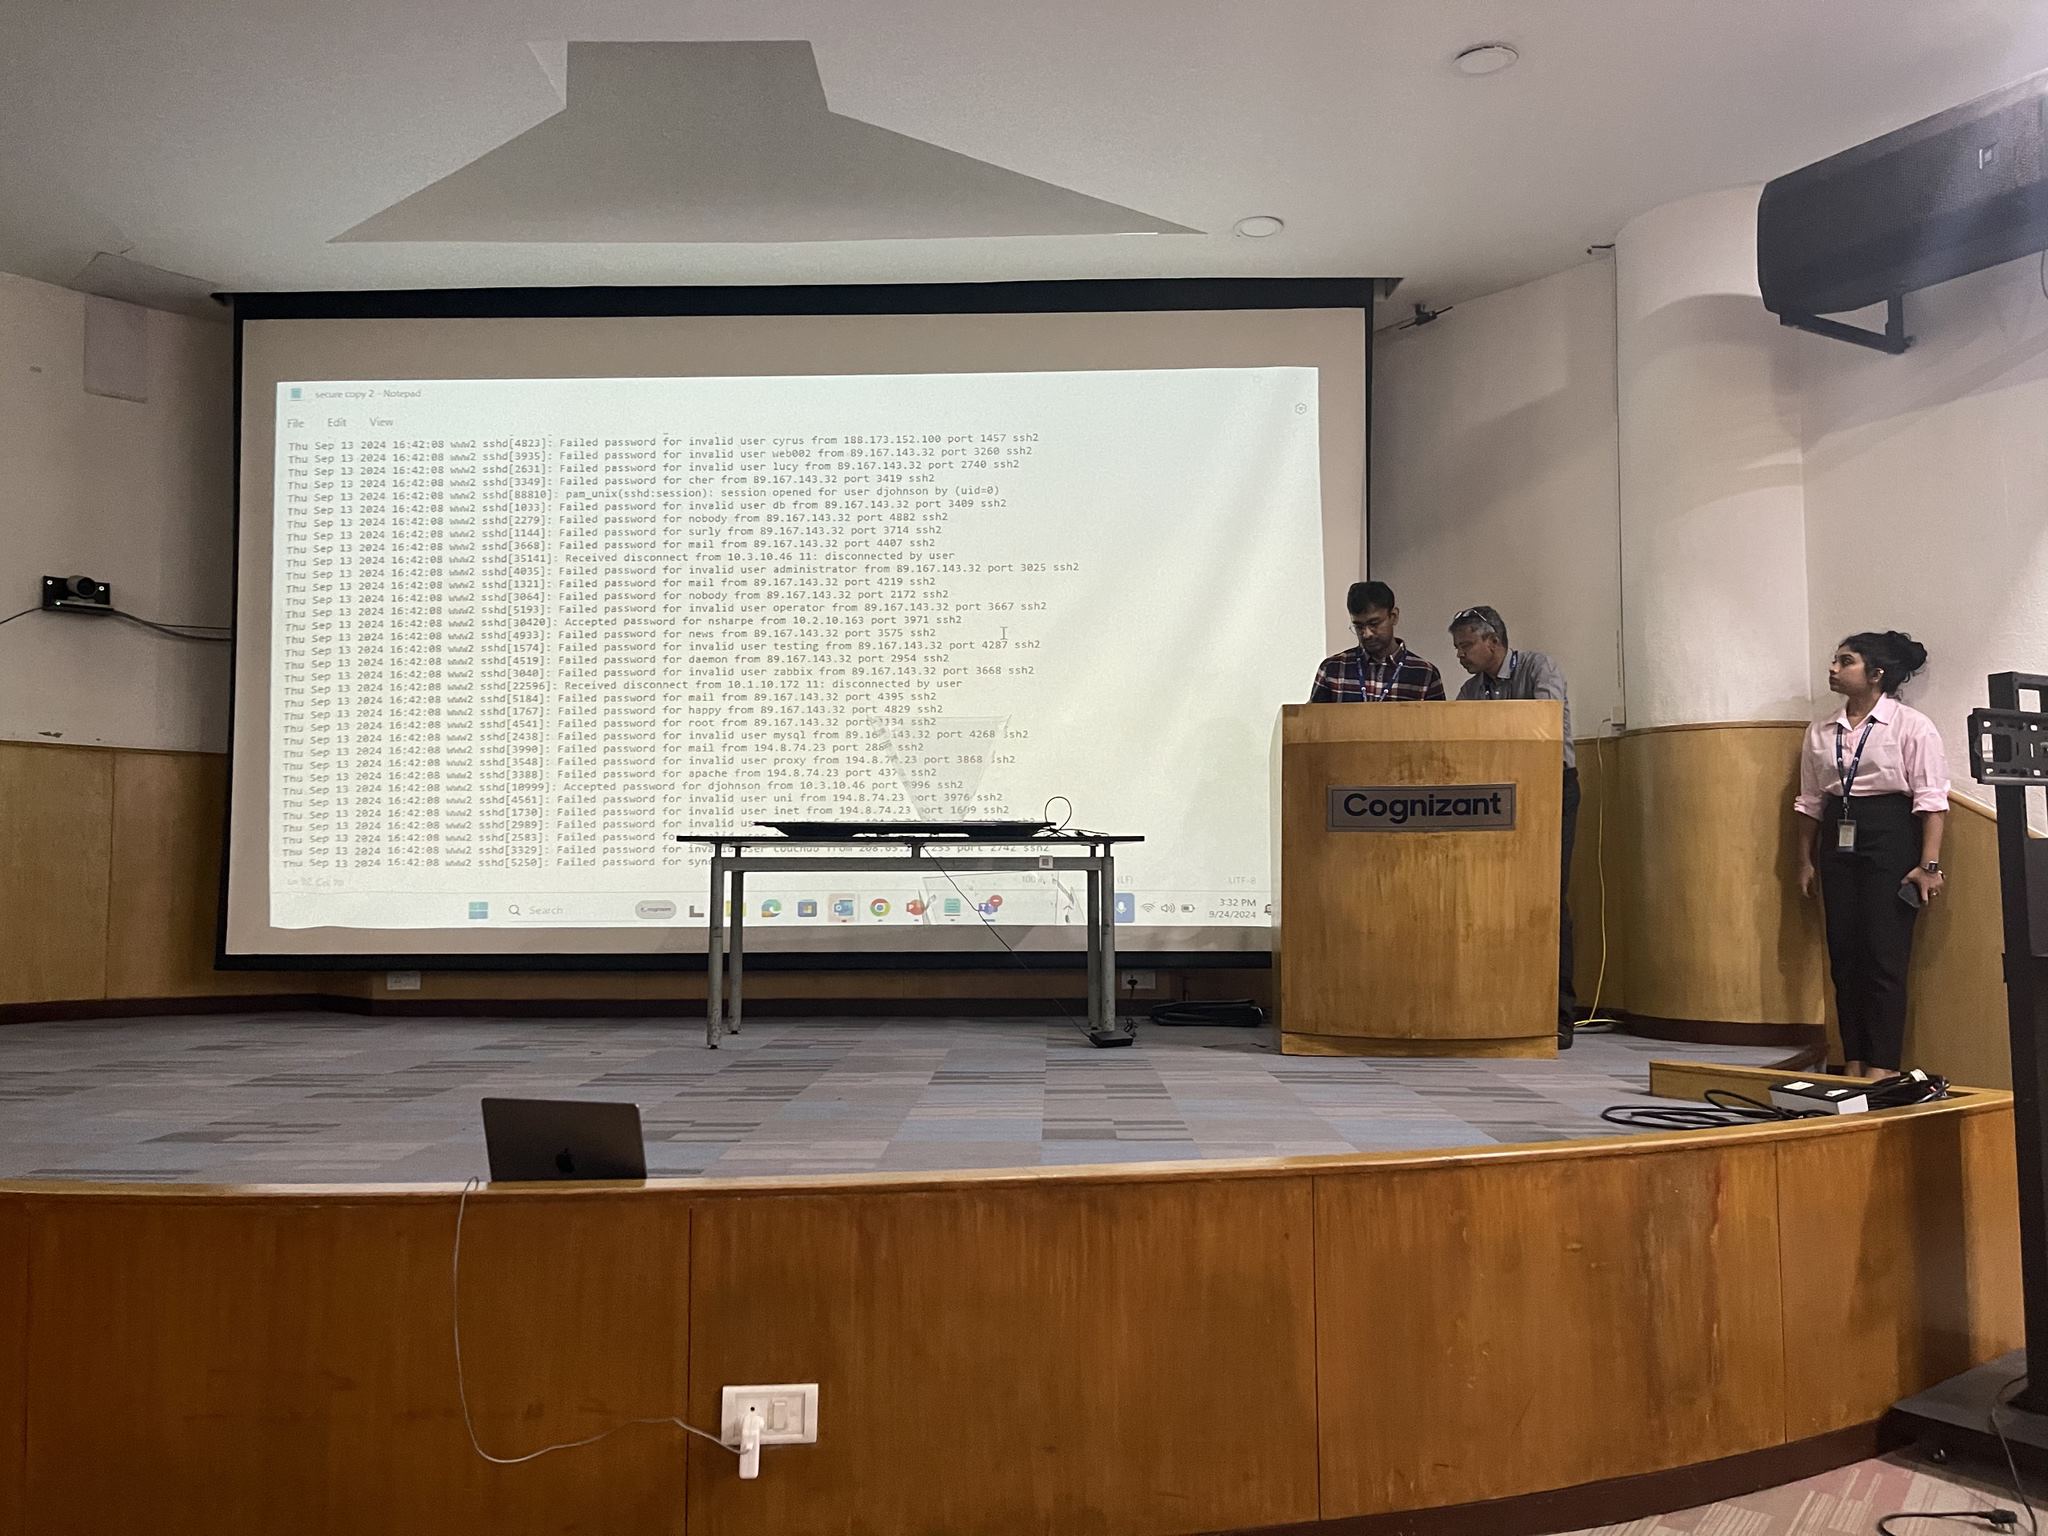 secure copy 2 - Notepad
File Edit View
Thu Sep 13 2024 16:42:08 www2 sshd[4823]: Failed password for invalid user cyrus from 188.173.152.100 port 1457 ssh2
Thu Sep 13 2024 16:42:08 www2 sshd[3935]: Failed password for invalid user web002 from 89.167.143.32 port 3260 ssh2
Thu Sep 13 2024 16:42:08 www2 sshd[2631]: Failed password for invalid user lucy from 89.167.143.32 port 2740 ssh2
Thu Sep 13 2024 16:42:08 www2 sshd[3349]: Failed password for cher from 89.167.143.32 port 3419 ssh2
Thu Sep 13 2024 16:42:08 www2 sshd[88810]: pam_unix(sshd:session): session opened for user djohnson by (uid=0)
Thu Sep 13 2024 16:42:08 www2 sshd[1033]: Failed password for invalid user db from 89.167.143.32 port 3409 ssh2
Thu Sep 13 2024 16:42:08 www2 sshd[2279]: Failed password for nobody from 89.167.143.32 port 4882 ssh2
Thu Sep 13 2024 16:42:08 www2 sshd[1144]: Failed password for surly from 89.167.143.32 port 3714 ssh2
Thu Sep 13 2024 16:42:08 www2 sshd[3668]: Failed password for mail from 89.167.143.32 port 4407 ssh2
Thu Sep 13 2024 16:42:08 www2 sshd[35141]: Received disconnect from 10.3.10.46 11: disconnected by user
Thu Sep 13 2024 16:42:08 www2 sshd[4035]: Failed password for invalid user administrator from 89.167.143.32 port 3025 ssh2
Thu Sep 13 2024 16:42:08 www2 sshd[1321]: Failed password for mail from 89.167.143.32 port 4219 ssh2
Thu Sep 13 2024 16:42:08 www2 sshd[3064]: Failed password for nobody from 89.167.143.32 port 2172 ssh2
Thu Sep 13 2024 16:42:08 www2 sshd[5193]: Failed password for invalid user operator from 89.167.143.32 port 3667 ssh2
Thu Sep 13 2024 16:42:08 www2 sshd[30420]: Accepted password for nsharpe from 10.2.10.163 port 3971 ssh2
Thu Sep 13 2024 16:42:08 www2 sshd[4933]: Failed password for news from 89.167.143.32 port 3575 ssh2
Thu Sep 13 2024 16:42:08 www2 sshd[1574]: Failed password for invalid user testing from 89.167.143.32 port 4287 ssh2
Thu Sep 13 2024 16:42:08 www2 sshd[4519]: Failed password for daemon from 89.167.143.32 port 2954 ssh2
Thu Sep 13 2024 16:42:08 www2 sshd[3040]: Failed password for invalid user zabbix from 89.167.143.32 port 3668 ssh2
Thu Sep 13 2024 16:42:08 www2 sshd[22596]: Received disconnect from 10.1.10.172 11: disconnected by user
Thu Sep 13 2024 16:42:08 www2 sshd[5184]: Failed password for mail from 89.167.143.32 port 4395 ssh2
Thu Sep 13 2024 16:42:08 www2 sshd[1767]: Failed password for happy from 89.167.143.32 port 4829 ssh2
Thu Sep 13 2024 16:42:08 www2 sshd[4541]: Failed password for root from 89.167.143.32 port ssh2
Thu Sep 13 2024 16:42:08 www2 sshd[2438]: Failed password for invalid user mysql from port 4268 ssh2
Thu Sep 13 2024 16:42:08 www2 sshd[3990]: Failed password for mail from 194.8.74.23 port ssh2
Thu Sep 13 2024 16:42:08 www2 sshd[3548]: Failed password for invalid user proxy from 194.8.74.23 port 3868 ssh2
Thu Sep 13 2024 16:42:08 www2 sshd[3388]: Failed password for apache from 194.8.74.23 port ssh2
Thu Sep 13 2024 16:42:08 www2 sshd[10999]: Accepted password for djohnson from 10.3.10.46 port ssh2
Thu Sep 13 2024 16:42:08 www2 sshd[4561]: Failed password for invalid user uni from 194.8.74.23 port 3976 ssh2
Thu Sep 13 2024 16:42:08 www2 sshd[1730]: Failed password for invalid user inet from 194.8.74.23 port 1609 ssh2
Thu Sep 13 2024 16:42:08 www2 sshd[2989]: Failed password for invalid
Thu Sep 13 2024 16:42:08 www2 sshd[2583]: Failed password for
Thu Sep 13 2024 16:42:08 www2 sshd[3329]: Failed password for invalid user port 2742 ssh2
Thu Sep 13 2024 16:42:08 www2 sshd[5250]: Failed password for
UTF-8
Search
3:32 PM
9/24/2024
Cognizant